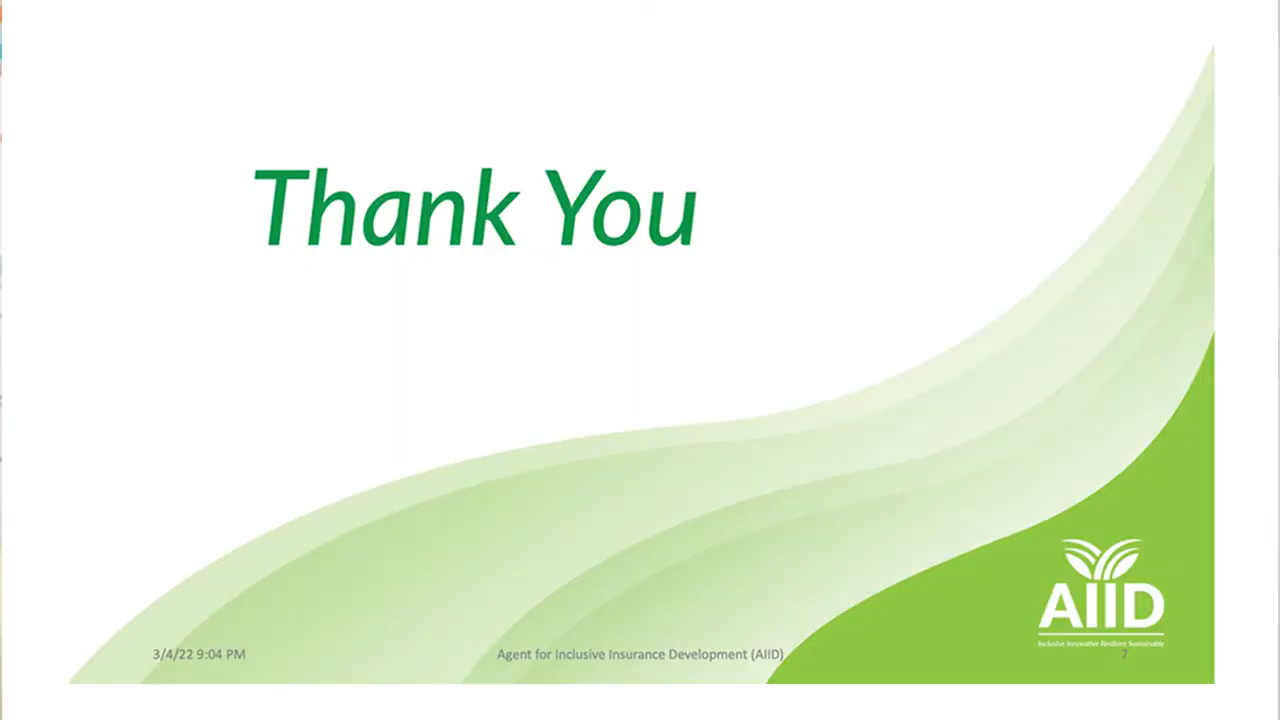 Thank You
AIID
Inclusive Innovative Resilient Sustainable
3/4/22 9:04 PM
Agent for Inclusive Insurance Development (AIID)
7